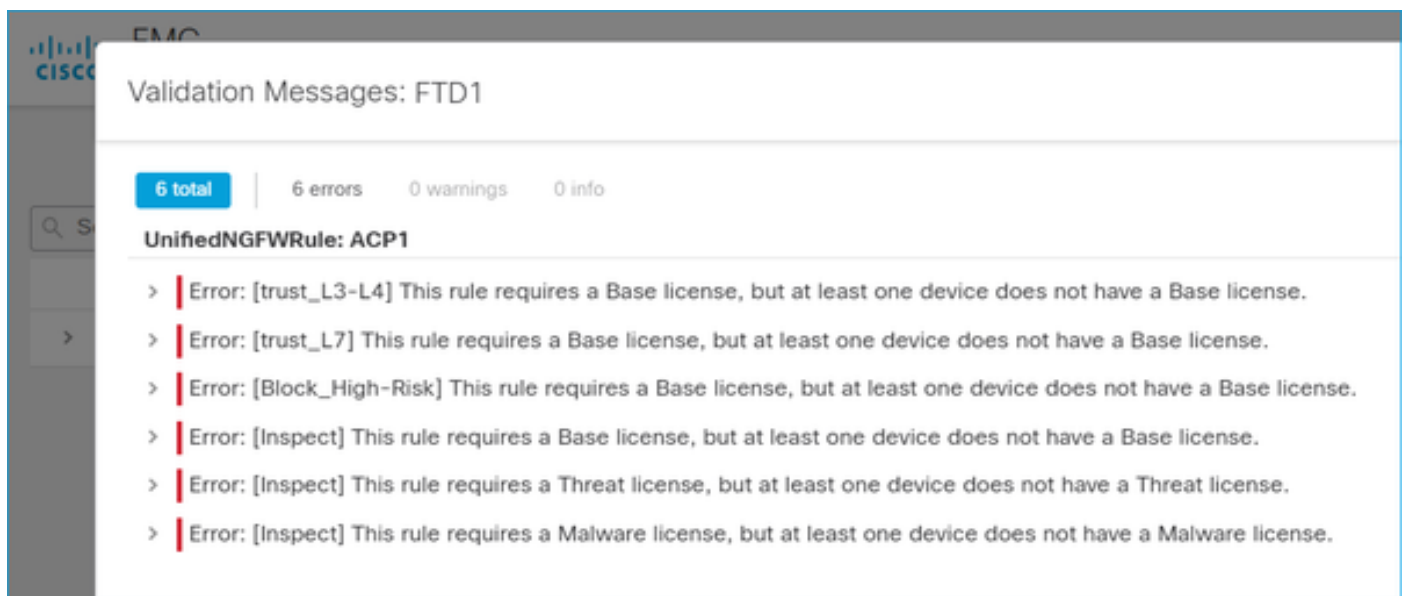 CISCO
FMC
Validation Messages: FTD1
6 total 6 errors 0 warnings 0 info
UnifiedNGFWRule: ACP1
Error: [trust_L3-L4] This rule requires a Base license, but at least one device does not have a Base license.
Error: [trust_L7] This rule requires a Base license, but at least one device does not have a Base license.
Error: [Block_High-Risk] This rule requires a Base license, but at least one device does not have a Base license.
Error: [Inspect] This rule requires a Base license, but at least one device does not have a Base license.
Error: [Inspect] This rule requires a Threat license, but at least one device does not have a Threat license.
Error: [Inspect] This rule requires a Malware license, but at least one device does not have a Malware license.